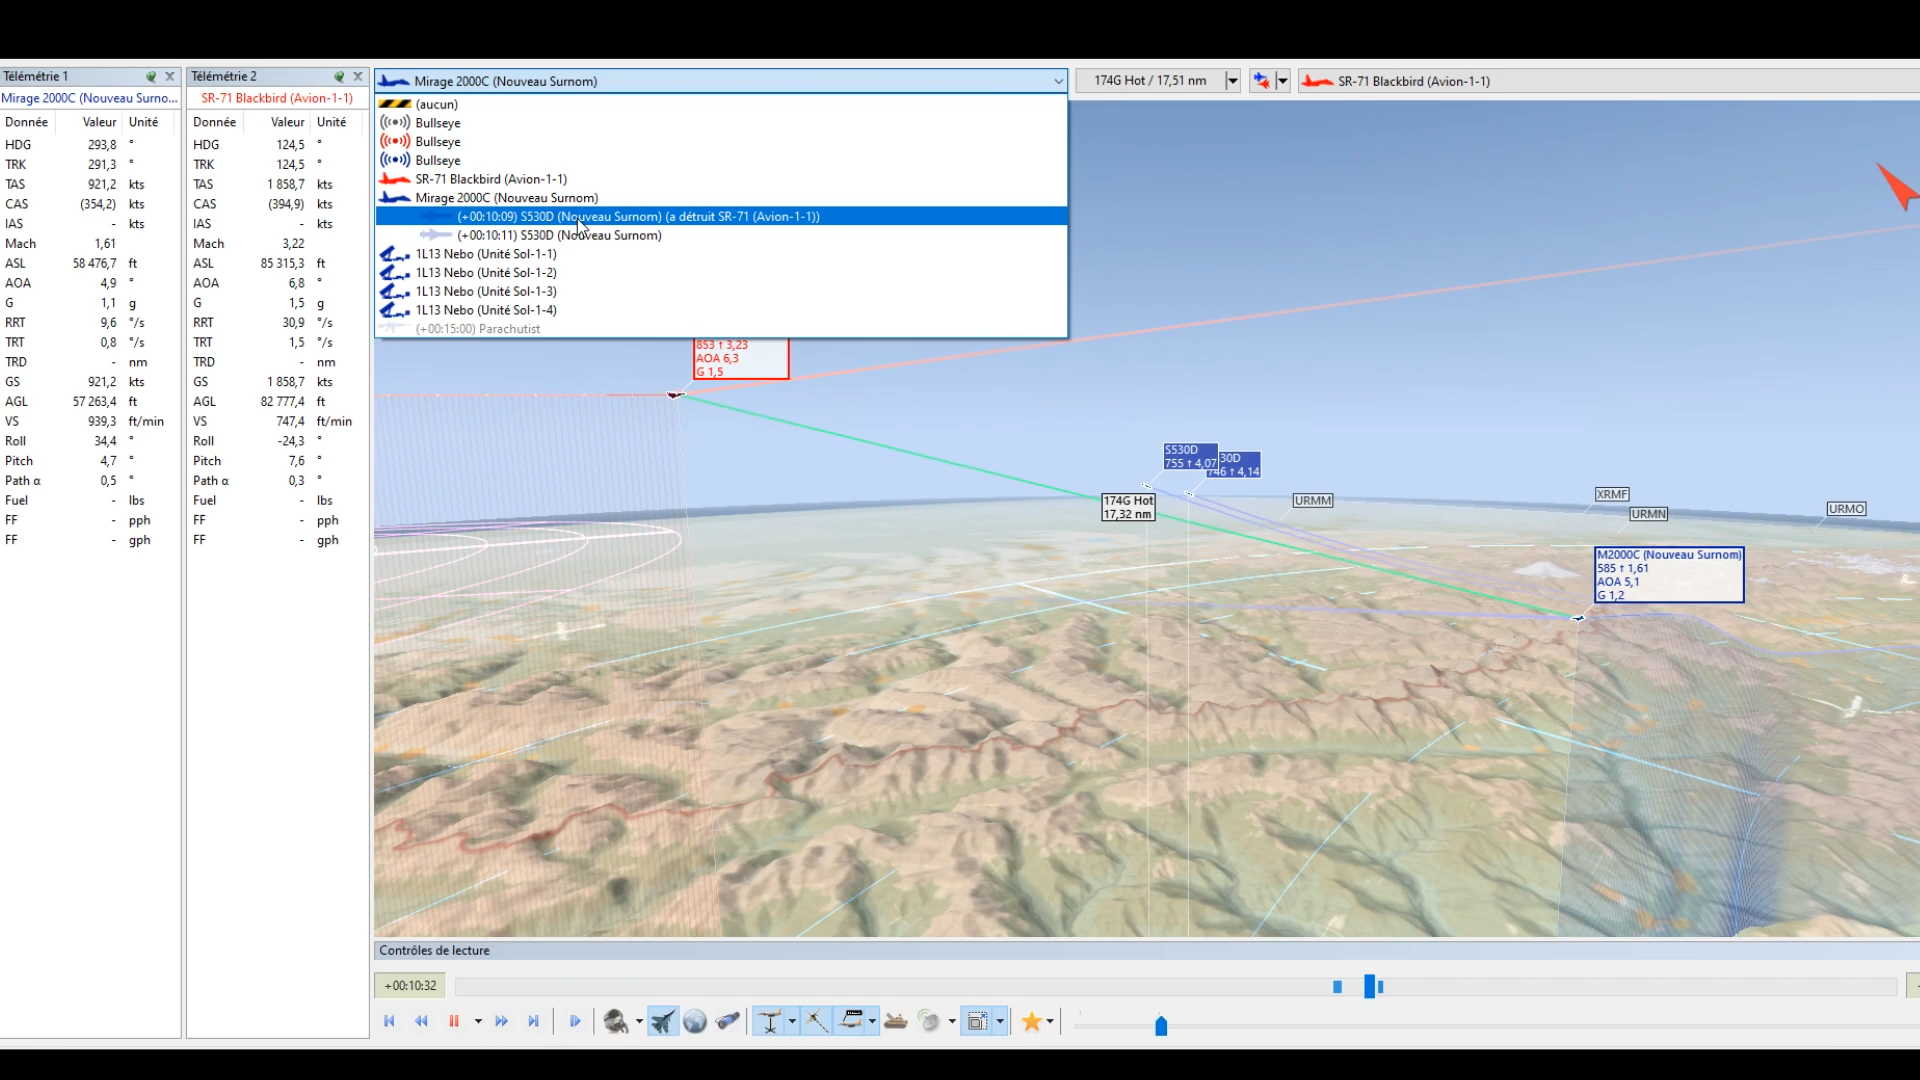 Télémétrie 1
Mirage 2000C (Nouveau Surno...
Donnée Valeur Unité
HDG 293,8 °
TRK 291,3 °
TAS 921,2 kts
CAS (354,2) kts
IAS - kts
Mach 1,61
ASL 58 476,7 ft
AOA 4,9 °
G 1,1 g
RRT 9,6 °/s
TRT 0,8 °/s
TRD - nm
GS 921,2 kts
AGL 57 263,4 ft
VS 939,3 ft/min
Roll 34,4 °
Pitch 4,7 °
Path α 0,5 °
Fuel - lbs
FF - pph
FF - gph
Télémétrie 2
SR-71 Blackbird (Avion-1-1)
Donnée Valeur Unité
HDG 124,5 °
TRK 124,5 °
TAS 1 858,7 kts
CAS (394,9) kts
IAS - kts
Mach 3,22
ASL 85 315,3 ft
AOA 6,8 °
G 1,5 g
RRT 30,9 °/s
TRT 1,5 °/s
TRD - nm
GS 1 858,7 kts
AGL 82 777,4 ft
VS 747,4 ft/min
Roll -24,3 °
Pitch 7,6 °
Path α 0,3 °
Fuel - lbs
FF - pph
FF - gph
Mirage 2000C (Nouveau Surnom)
174G Hot / 17,51 nm
SR-71 Blackbird (Avion-1-1)
(aucun)
Bullseye
Bullseye
Bullseye
SR-71 Blackbird (Avion-1-1)
Mirage 2000C (Nouveau Surnom)
(+00:10:09) S530D (Nouveau Surnom) (a détruit SR-71 (Avion-1-1))
(+00:10:11) S530D (Nouveau Surnom)
1L13 Nebo (Unité Sol-1-1)
1L13 Nebo (Unité Sol-1-2)
1L13 Nebo (Unité Sol-1-3)
1L13 Nebo (Unité Sol-1-4)
(+00:15:00) Parachutist
853 ↑ 3,23
AOA 6,3
G 1,5
S530D
755 ↑ 4,07
30D
746 ↑ 4,14
174G Hot
17,32 nm
URMM
XRMF
URMN
URMO
M2000C (Nouveau Surnom)
585 ↑ 1,61
AOA 5,1
G 1,2
Contrôles de lecture
+00:10:32